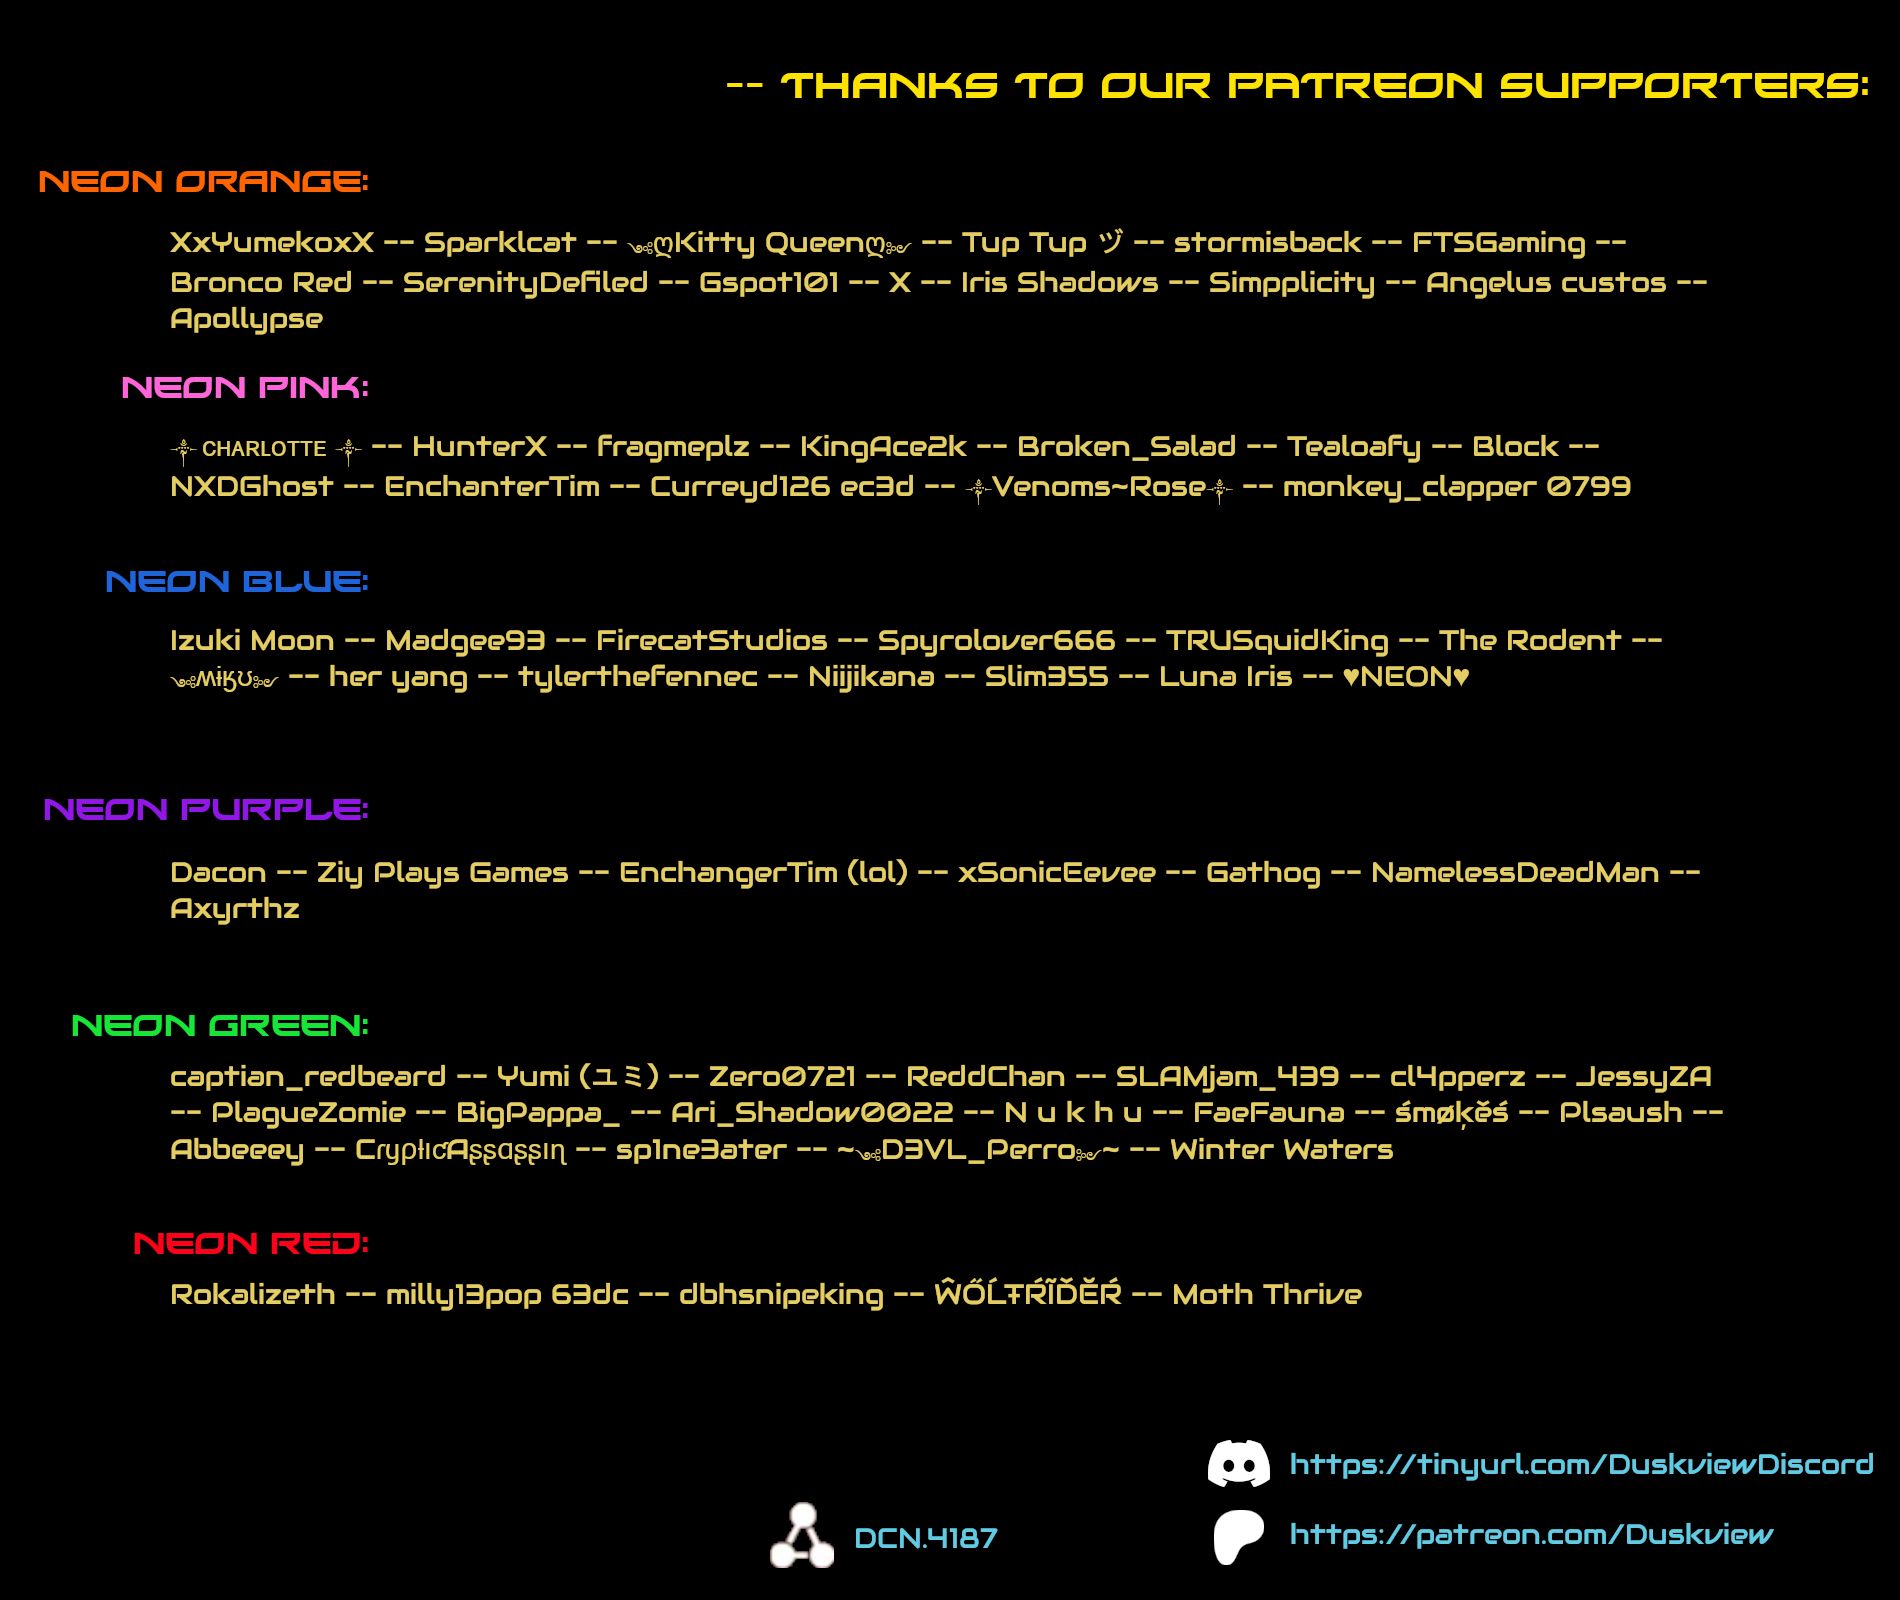 -- THANKS TO OUR PATREON SUPPORTERS:
NEON ORANGE:
XxYumekoxX -- Sparklcat -- ༺ღKitty Queenღ༻ -- Tup Tup ヅ -- stormisback -- FTSGaming --
Bronco Red -- SerenityDefiled -- Gspot101 -- X -- Iris Shadows -- Simpplicity -- Angelus custos --
Apollypse
NEON PINK:
⸸ ᴄʜᴀʀʟᴏᴛᴛᴇ ⸸ -- HunterX -- fragmeplz -- KingAce2k -- Broken_Salad -- Tealoafy -- Block --
NXDGhost -- EnchanterTim -- Curreyd126 ec3d -- ⸸Venoms~Rose⸸ -- monkey_clapper 0799
NEON BLUE:
Izuki Moon -- Madgee93 -- FirecatStudios -- Spyrolover666 -- TRUSquidKing -- The Rodent --
༺ʍɨӄʊ༻ -- her yang -- tylerthefennec -- Niijikana -- Slim355 -- Luna Iris -- ♥NEON♥
NEON PURPLE:
Dacon -- Ziy Plays Games -- EnchangerTim (lol) -- xSonicEevee -- Gathog -- NamelessDeadMan --
Axyrthz
NEON GREEN:
captian_redbeard -- Yumi (ユミ) -- Zero0721 -- ReddChan -- SLAMjam_439 -- cl4pperz -- JessyZA
-- PlagueZomie -- BigPappa_ -- Ari_Shadow0022 -- N u k h u -- FaeFauna -- śmøķěś -- Plsaush --
Abbeeey -- CɾყρƚιƈAʂʂαʂʂιɳ -- sp1ne3ater -- ~༺D3VL_Perro༻~ -- Winter Waters
NEON RED:
Rokalizeth -- milly13pop 63dc -- dbhsnipeking -- ŴŐĹŦŔĨĎĔŔ -- Moth Thrive
https://tinyurl.com/DuskviewDiscord
DCN.4187
https://patreon.com/Duskview